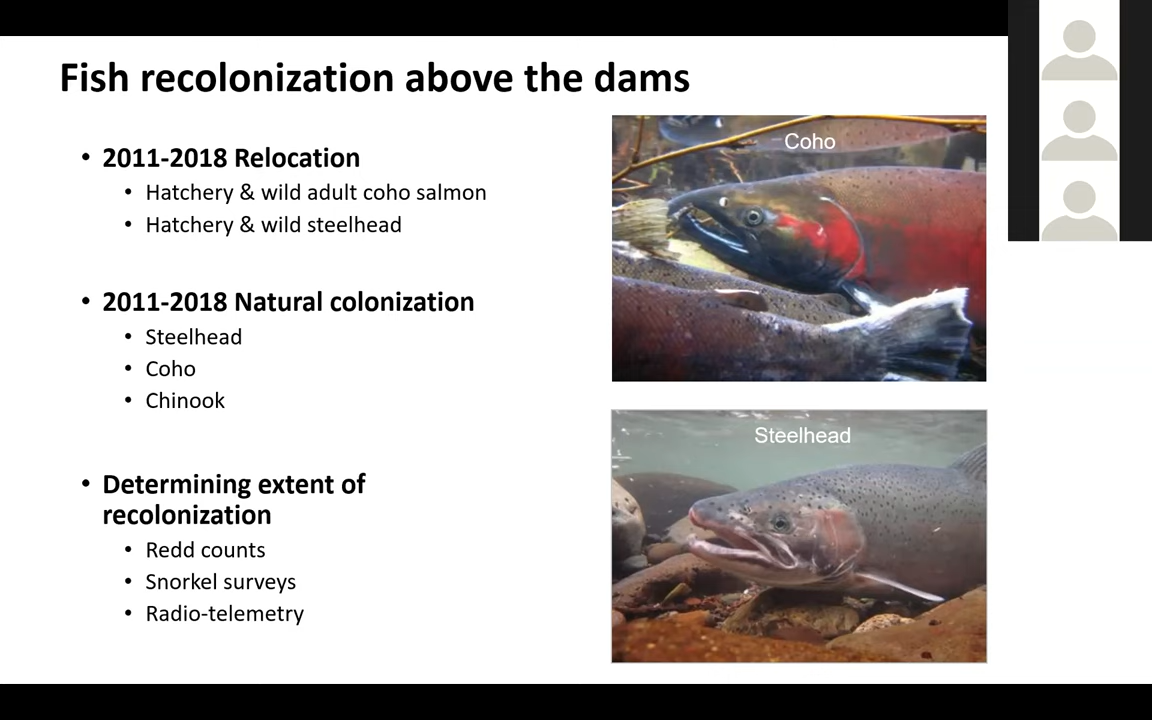 Fish recolonization above the dams
• 2011-2018 Relocation
• Hatchery & wild adult coho salmon
• Hatchery & wild steelhead
• 2011-2018 Natural colonization
• Steelhead
• Coho
• Chinook
• Determining extent of
recolonization
• Redd counts
• Snorkel surveys
• Radio-telemetry
Coho
Steelhead